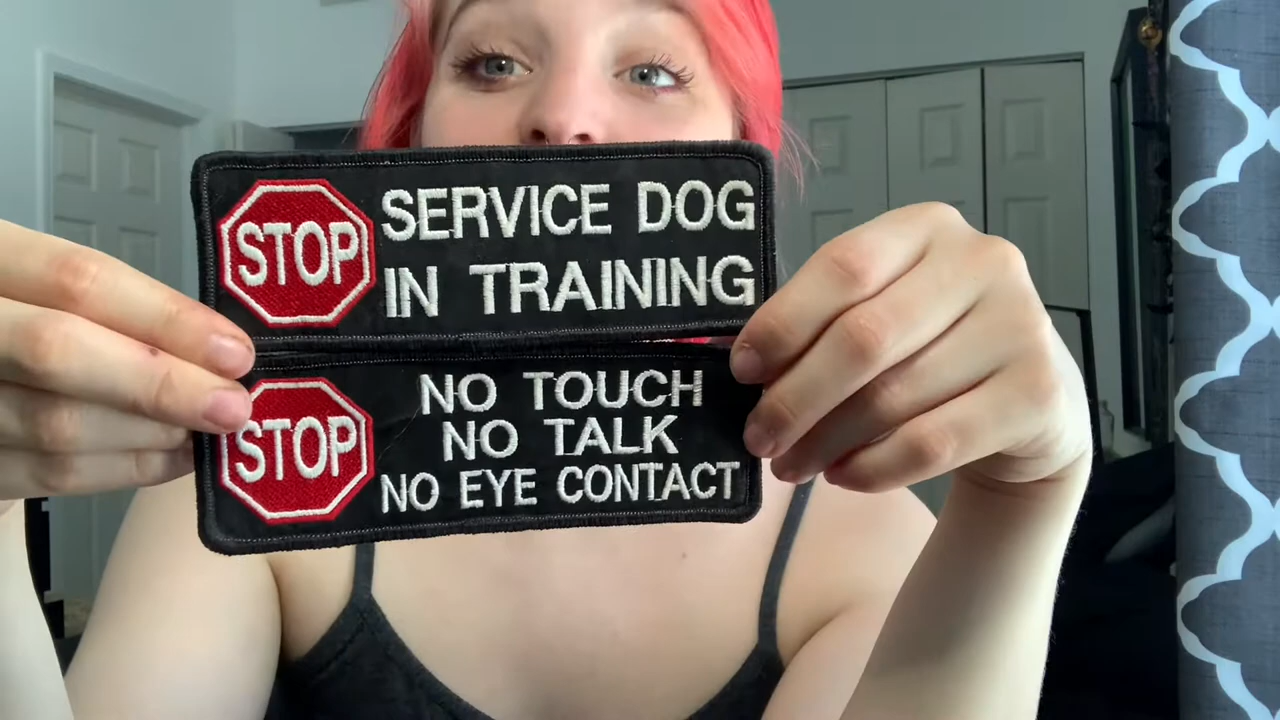 STOP
SERVICE DOG
IN TRAINING
STOP
NO TOUCH
NO TALK
NO EYE CONTACT